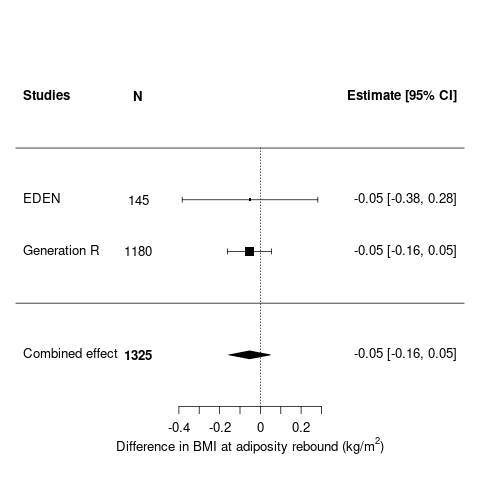 Studies N Estimate [95% CI]
EDEN 145 -0.05 [-0.38, 0.28]
Generation R 1180 -0.05 [-0.16, 0.05]
Combined effect 1325 -0.05 [-0.16, 0.05]
-0.4 -0.2 0 0.2
Difference in BMI at adiposity rebound (kg/m²)